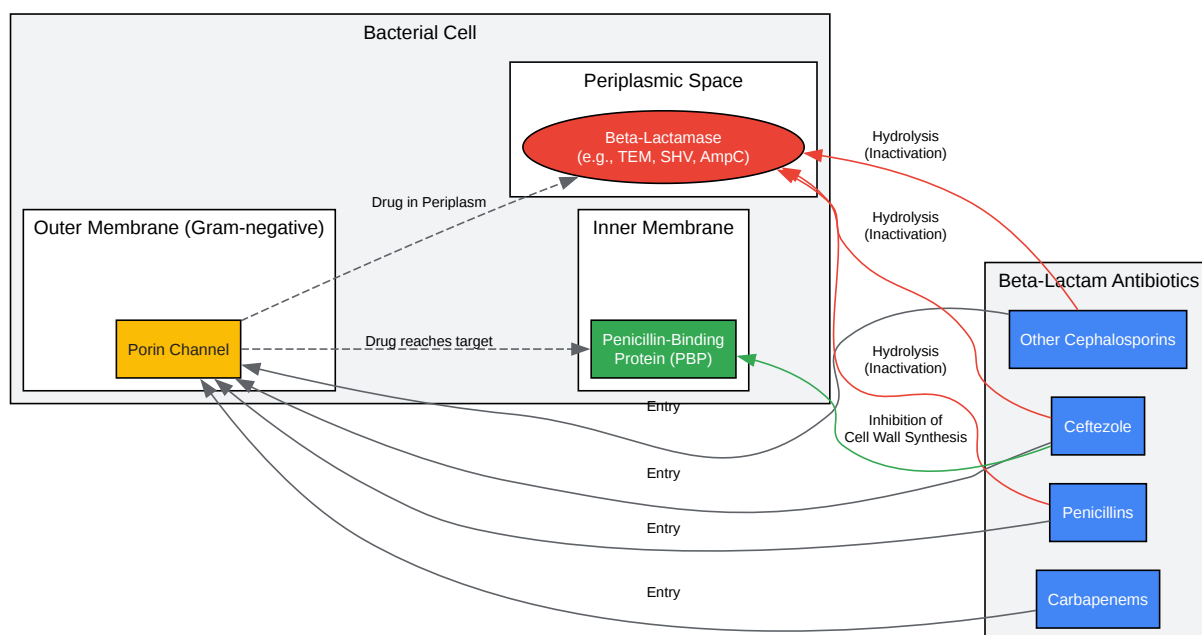 Bacterial Cell
Periplasmic Space
Beta-Lactamase
(e.g., TEM, SHV, AmpC)
Hydrolysis
(Inactivation)
Drug in Periplasm
Outer Membrane (Gram-negative)
Inner Membrane
Hydrolysis
(Inactivation)
Beta-Lactam Antibiotics
Porin Channel
Drug reaches target
Penicillin-Binding
Protein (PBP)
Hydrolysis
(Inactivation)
Other Cephalosporins
Entry
Inhibition of
Cell Wall Synthesis
Ceftezole
Entry
Penicillins
Entry
Carbapenems
Entry